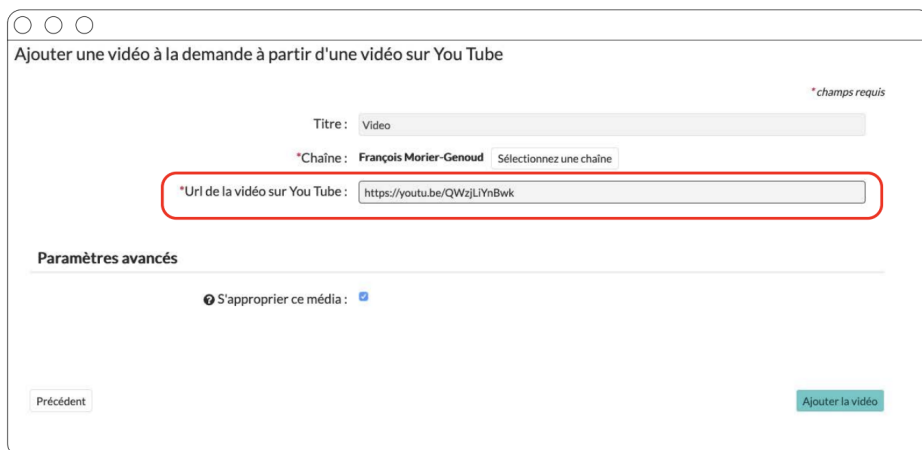 Ajouter une vidéo à la demande à partir d'une vidéo sur You Tube
*champs requis
Titre : Video
*Chaîne : François Morier-Genoud Sélectionnez une chaîne
*Url de la vidéo sur You Tube : https://youtu.be/QWzjLiYnBwk
Paramètres avancés
S'approprier ce média :
Précédent Ajouter la vidéo